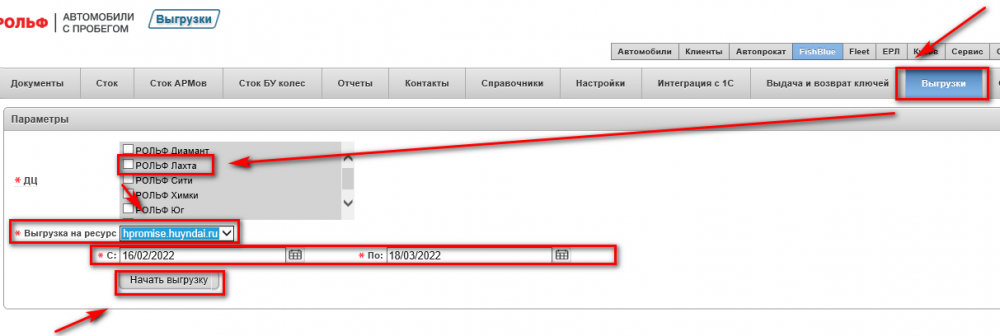 РОЛЬФ АВТОМОБИЛИ
С ПРОБЕГОМ
Выгрузки
Автомобили Клиенты Автопрокат FishBlue Fleet ЕРЛ Сервис
Документы Сток Сток АРМов Сток БУ колес Отчеты Контакты Справочники Настройки Интеграция с 1С Выдача и возврат ключей Выгрузки
Параметры
РОЛЬФ Диамант
РОЛЬФ Лахта
* ДЦ
РОЛЬФ Сити
РОЛЬФ Химки
РОЛЬФ Юг
* Выгрузка на ресурс hpromise.huyndai.ru
* С: 16/02/2022 * По: 18/03/2022
Начать выгрузку